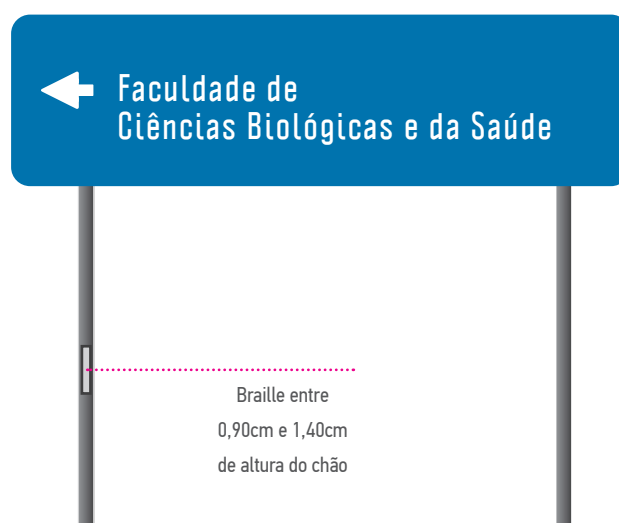 Faculdade de
Ciências Biológicas e da Saúde
Braille entre
0,90cm e 1,40cm
de altura do chão